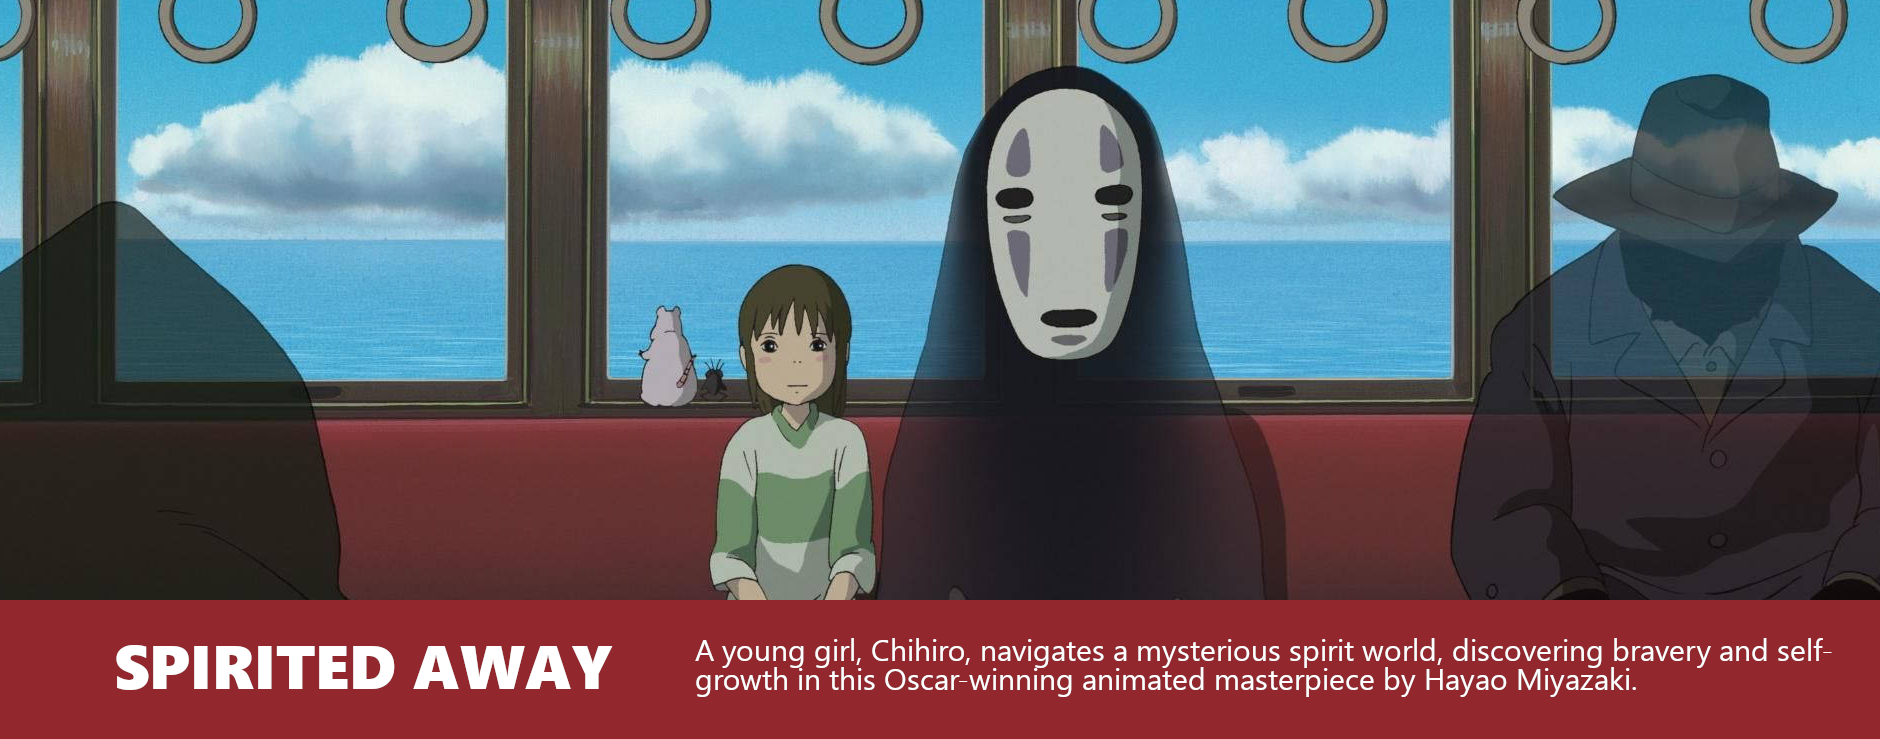 SPIRITED AWAY
A young girl, Chihiro, navigates a mysterious spirit world, discovering bravery and self-
growth in this Oscar-winning animated masterpiece by Hayao Miyazaki.